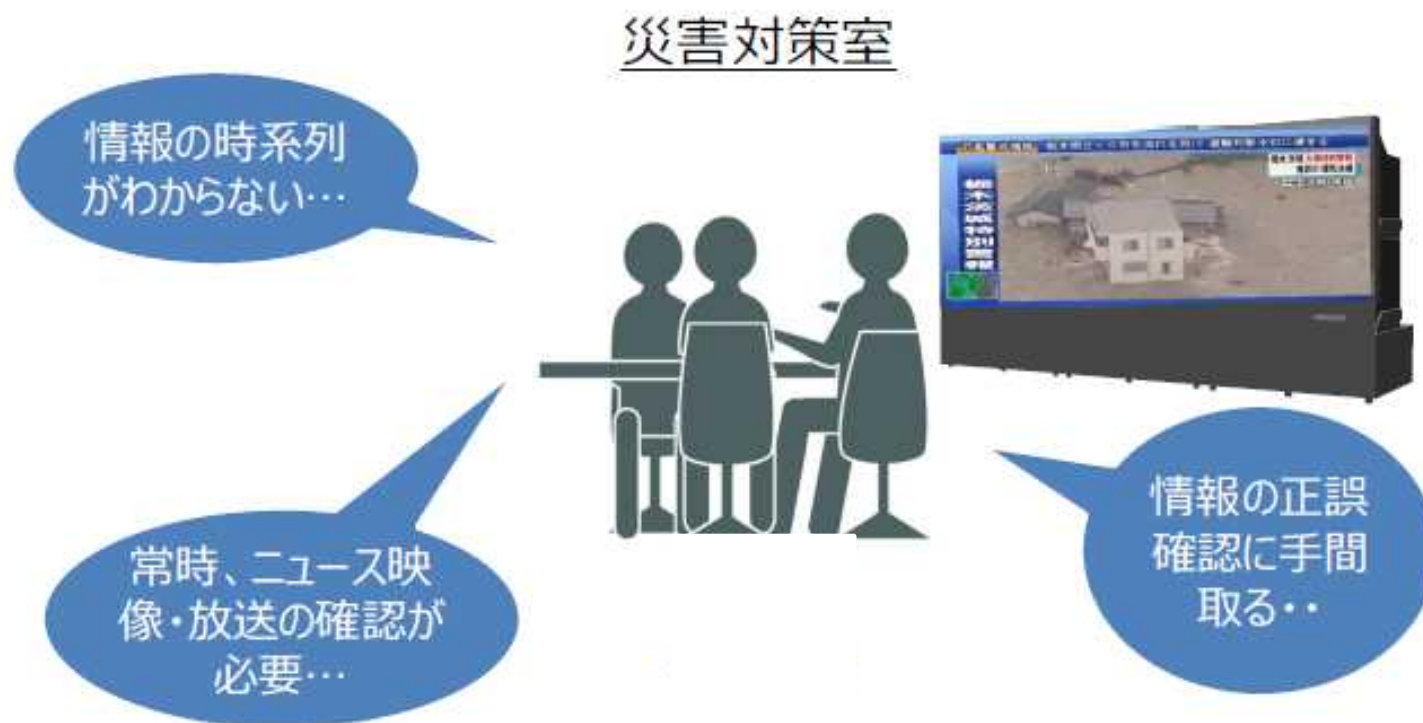 災害対策室
情報の時系列
がわからない…
常時、ニュース映
像・放送の確認が
必要…
情報の正誤
確認に手間
取る・・